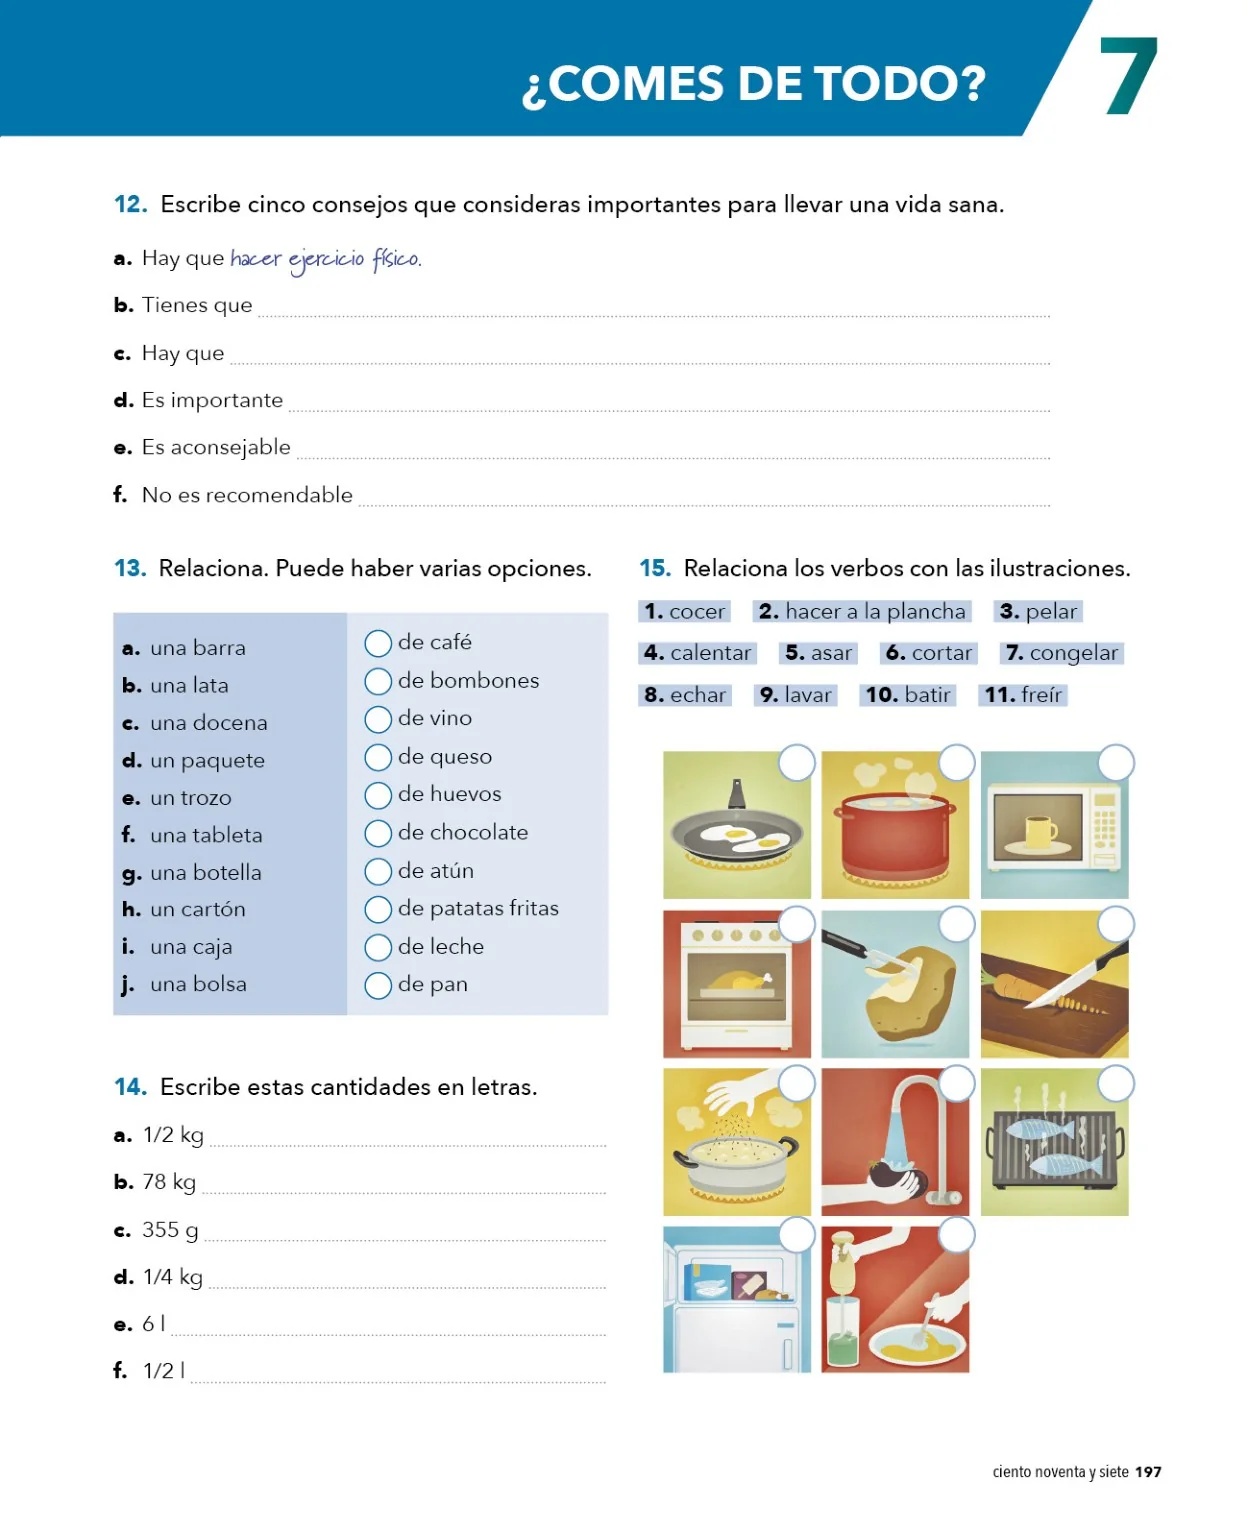 ¿COMES DE TODO?
7
12. Escribe cinco consejos que consideras importantes para llevar una vida sana.
a. Hay que hacer ejercicio físico.
b. Tienes que
c. Hay que
d. Es importante
e. Es aconsejable
f. No es recomendable
13. Relaciona. Puede haber varias opciones.
a. una barra
b. una lata
c. una docena
d. un paquete
e. un trozo
f. una tableta
g. una botella
h. un cartón
i. una caja
j. una bolsa
de café
de bombones
de vino
de queso
de huevos
de chocolate
de atún
de patatas fritas
de leche
de pan
14. Escribe estas cantidades en letras.
a. 1/2 kg
b. 78 kg
c. 355 g
d. 1/4 kg
e. 6 l
f. 1/2 l
15. Relaciona los verbos con las ilustraciones.
1. cocer 2. hacer a la plancha 3. pelar
4. calentar 5. asar 6. cortar 7. congelar
8. echar 9. lavar 10. batir 11. freír
ciento noventa y siete 197